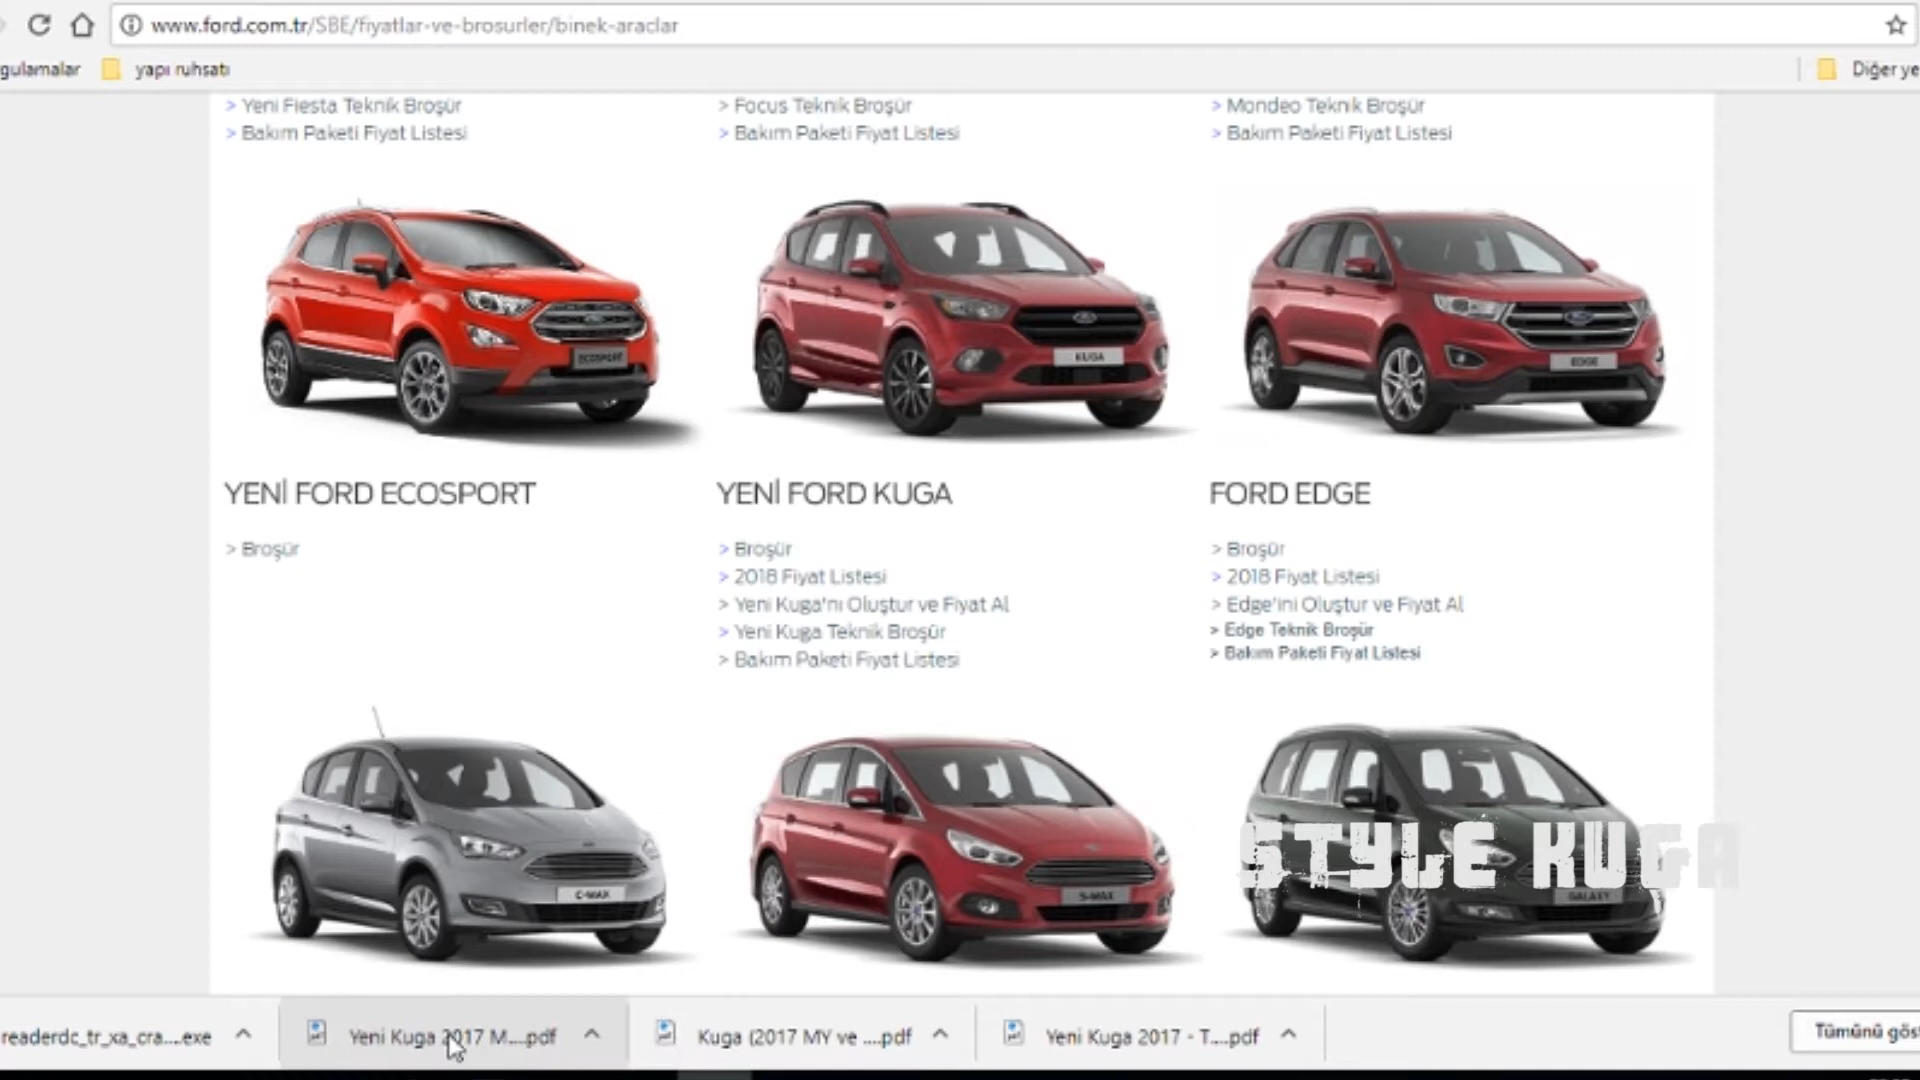 www.ford.com.tr/SBE/fiyatlar-ve-brosurler/binek-araclar
gulamalar
yapı ruhsatı
Diğer ye
> Yeni Fiesta Teknik Broşür
> Bakım Paketi Fiyat Listesi
> Focus Teknik Broşür
> Bakım Paketi Fiyat Listesi
> Mondeo Teknik Broşür
> Bakım Paketi Fiyat Listesi
ECOSPORT
KUGA
EDGE
YENİ FORD ECOSPORT
> Broşür
YENİ FORD KUGA
> Broşür
> 2018 Fiyat Listesi
> Yeni Kuga'nı Oluştur ve Fiyat Al
> Yeni Kuga Teknik Broşür
> Bakım Paketi Fiyat Listesi
FORD EDGE
> Broşür
> 2018 Fiyat Listesi
> Edge'ini Oluştur ve Fiyat Al
> Edge Teknik Broşür
> Bakım Paketi Fiyat Listesi
C-MAX
S-MAX
GALAXY
STYLE KUGA
readerdc_tr_xa_cra....exe
Yeni Kuga 2017 M....pdf
Kuga (2017 MY ve ....pdf
Yeni Kuga 2017 - T....pdf
Tümünü göst